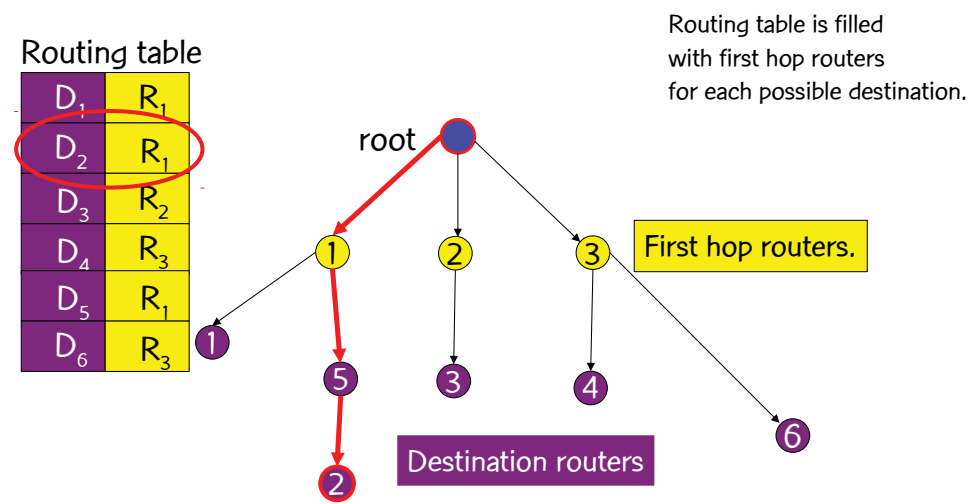 Routing table is filled
with first hop routers
for each possible destination.
Routing table
D1 R1
D2 R1
D3 R2
D4 R3
D5 R1
D6 R3
root
1 2 3
First hop routers.
1
5 3 4
6
Destination routers
2